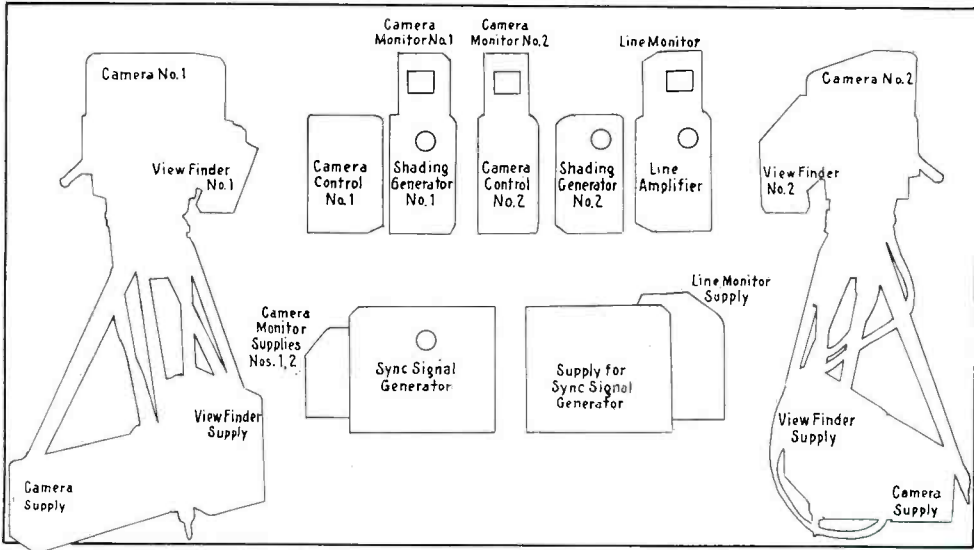 Camera
Monitor No.1
Camera
Monitor No.2
Line Monitor
Camera No.1
Camera No.2
View Finder
No.1
Camera
Control
No.1
Shading
Generator
No.1
Camera
Control
No.2
Shading
Generator
No.2
Line
Amplifier
View Finder
No.2
Camera
Monitor
Supplies
Nos.1,2
Sync Signal
Generator
Supply for
Sync Signal
Generator
Line Monitor
Supply
View Finder
Supply
View Finder
Supply
Camera
Supply
Camera
Supply